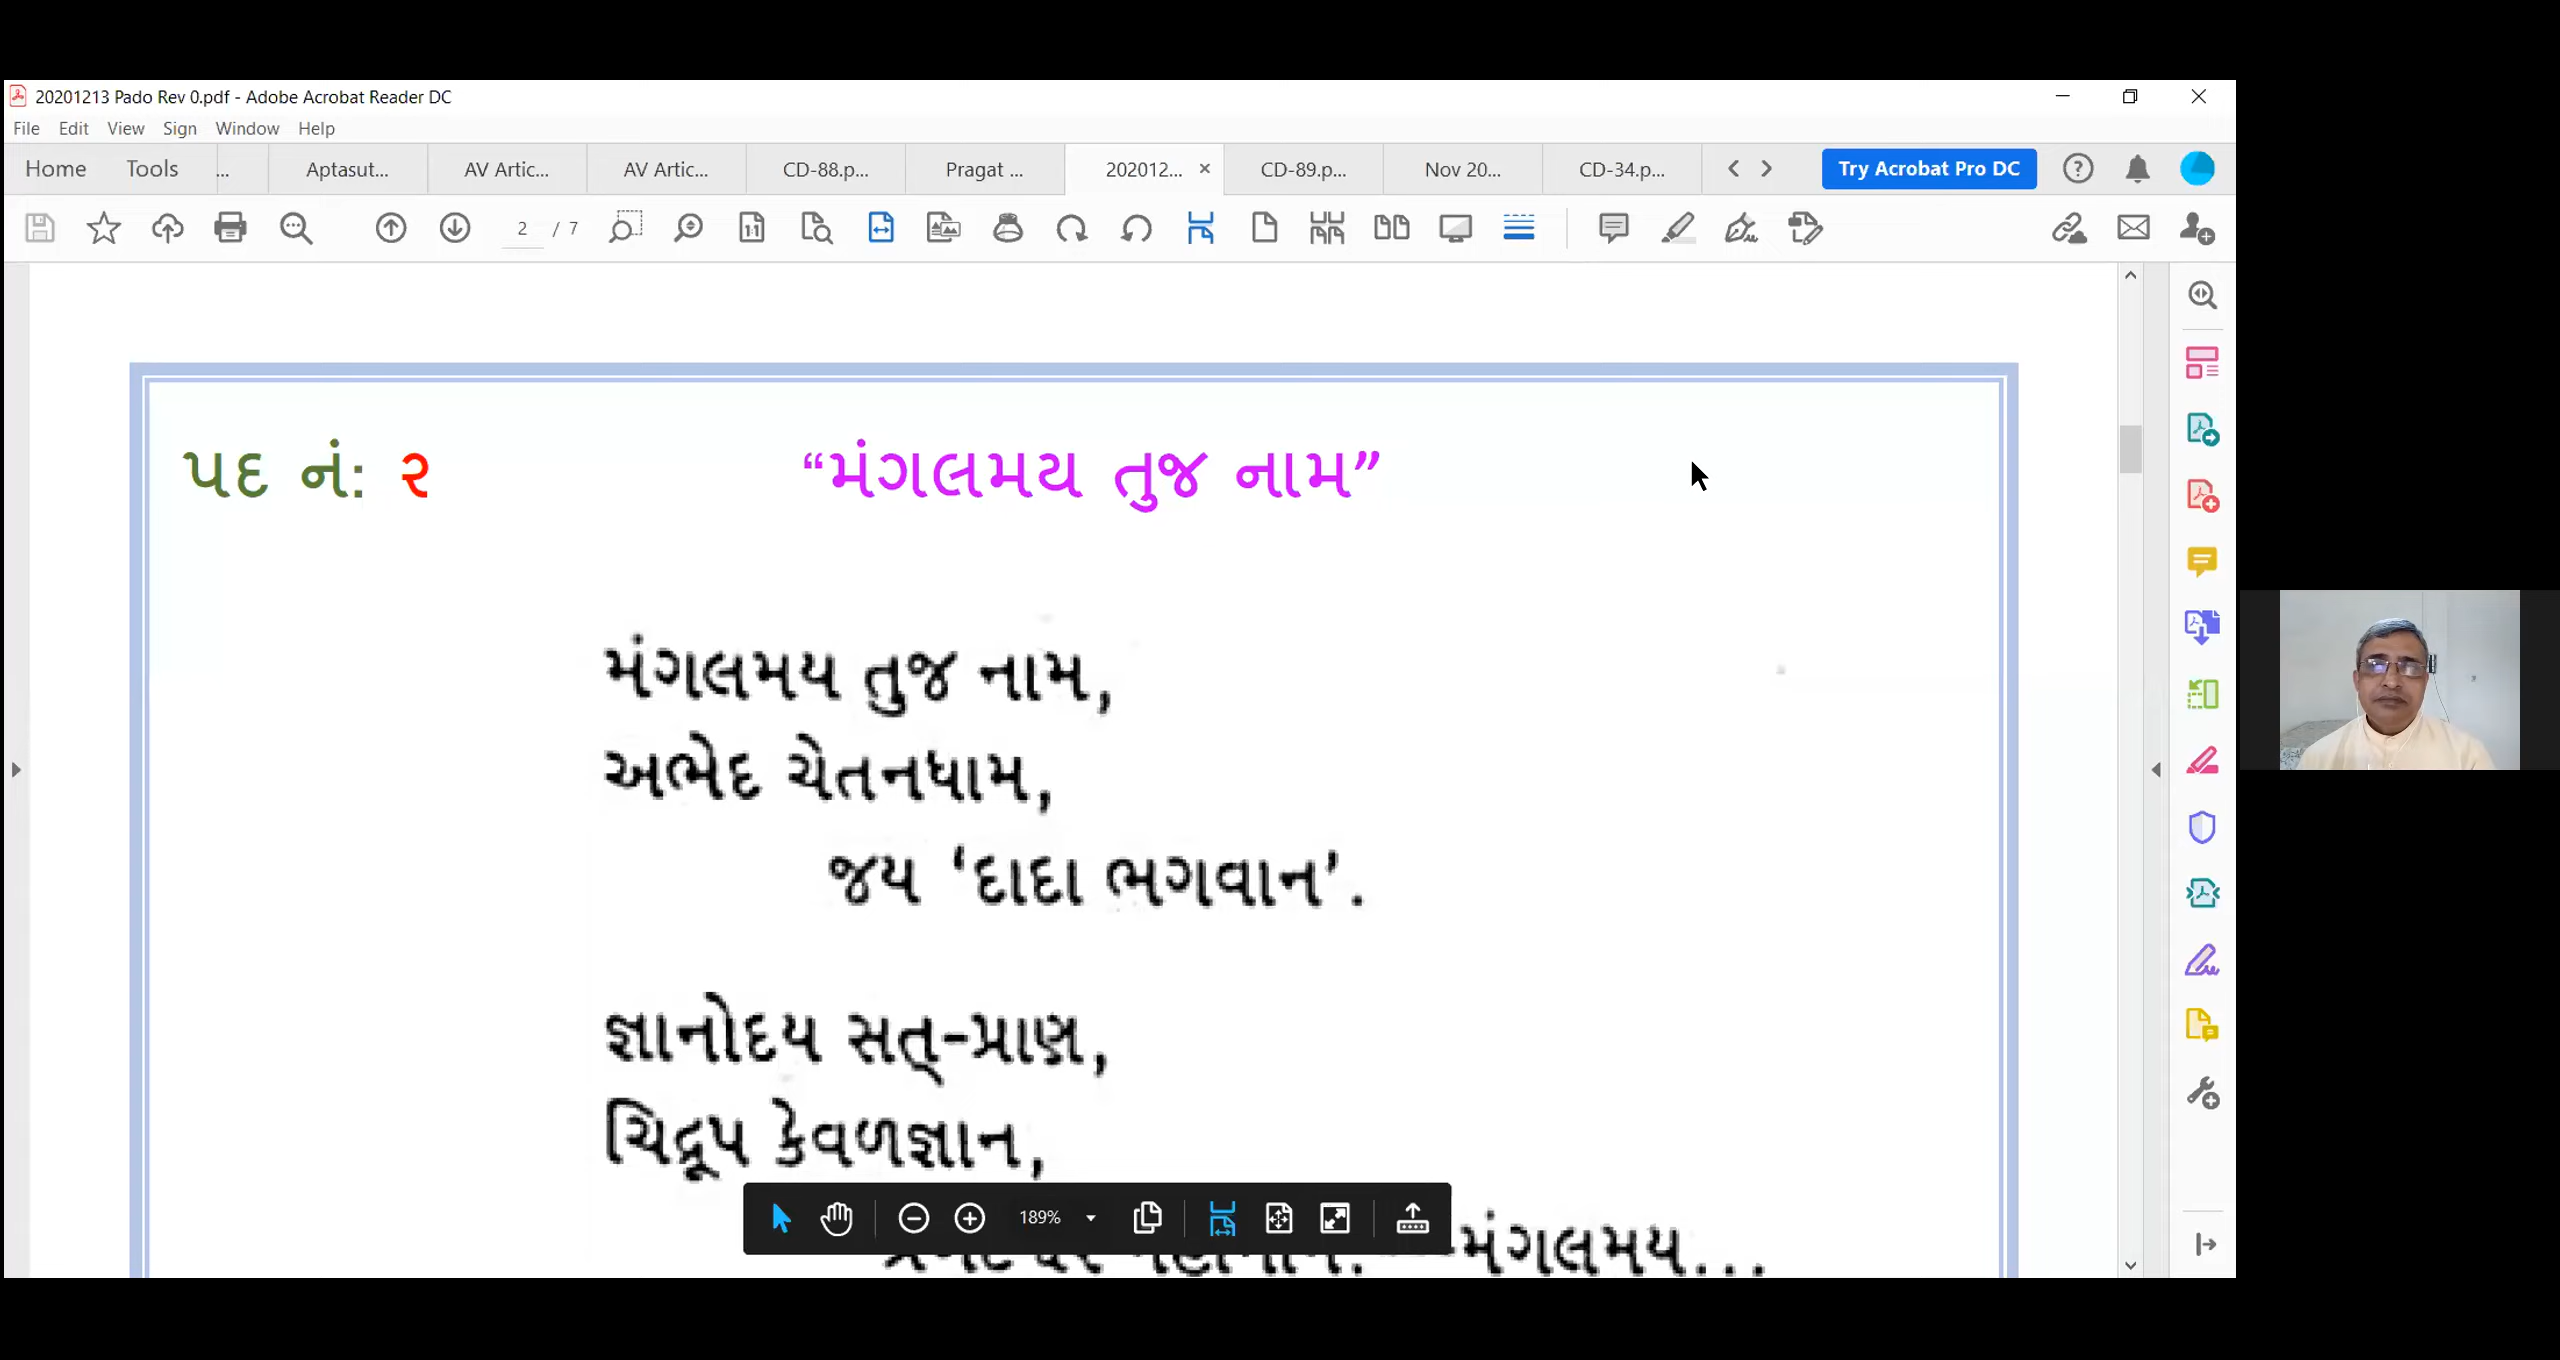 20201213 Pado Rev 0.pdf - Adobe Acrobat Reader DC
File Edit View Sign Window Help
Home Tools ... Aptasut... AV Artic... AV Artic... CD-88.p... Pragat ... 202012... × CD-89.p... Nov 20... CD-34.p... Try Acrobat Pro DC
2 / 7
પદ નં: ૨ “મંગલમય તુજ નામ”
મંગલમય તુજ નામ,
અભેદ ચેતનધામ,
જય ‘દાદા ભગવાન’.
જ્ઞાનોદય સત્-પ્રાણ,
ચિદ્રૂપ કેવળજ્ઞાન,
189%
-મંગલમય...